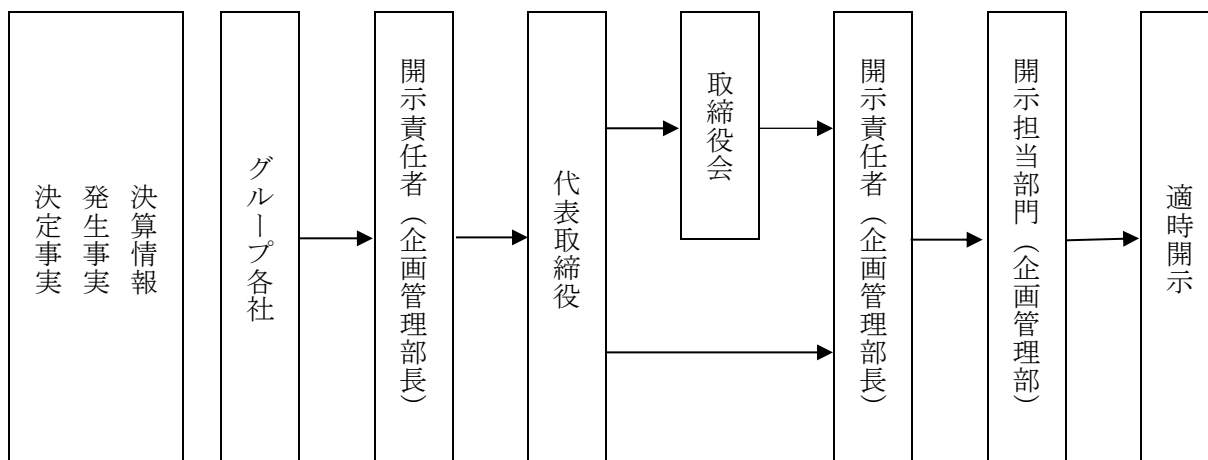 決算情報
発生事実
決定事実
グループ各社
開示責任者（企画管理部長）
代表取締役
取締役会
開示責任者（企画管理部長）
開示担当部門（企画管理部）
適時開示